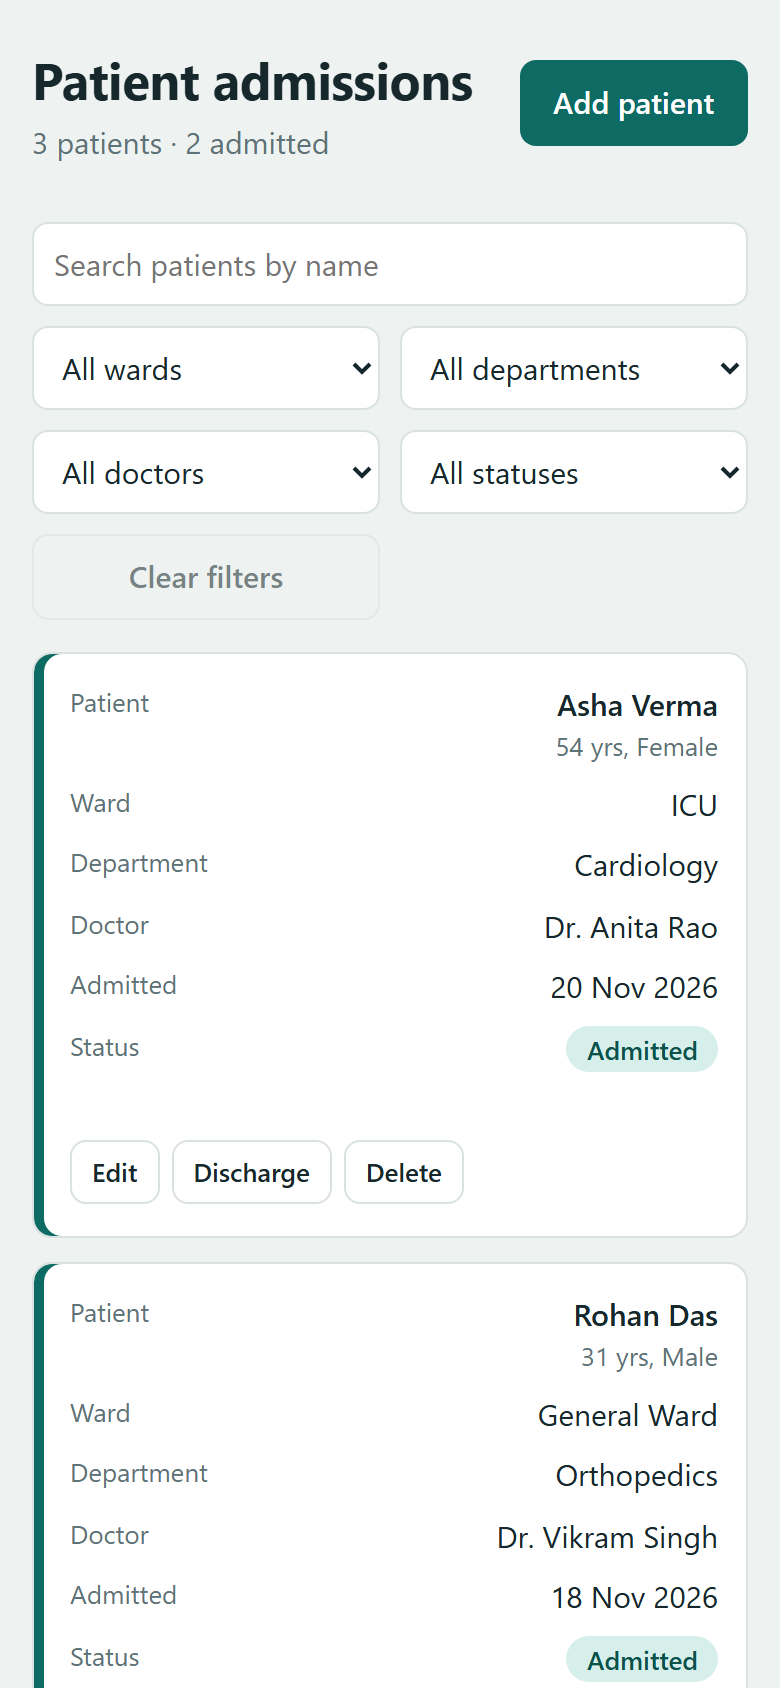 Patient admissions
Add patient
3 patients · 2 admitted
Search patients by name
All wards
All departments
All doctors
All statuses
Clear filters
Patient
Asha Verma
54 yrs, Female
Ward
ICU
Department
Cardiology
Doctor
Dr. Anita Rao
Admitted
20 Nov 2026
Status
Admitted
Edit
Discharge
Delete
Patient
Rohan Das
31 yrs, Male
Ward
General Ward
Department
Orthopedics
Doctor
Dr. Vikram Singh
Admitted
18 Nov 2026
Status
Admitted